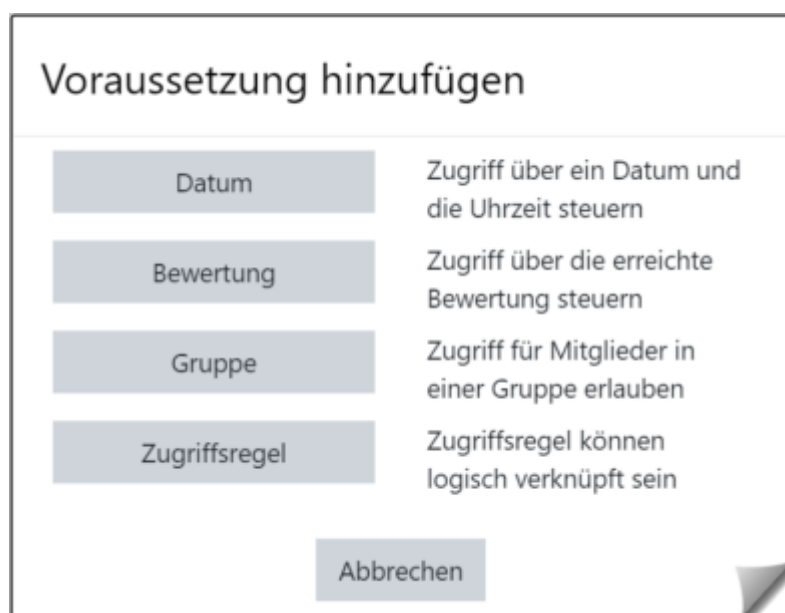 Voraussetzung hinzufügen
Datum
Zugriff über ein Datum und
die Uhrzeit steuern
Bewertung
Zugriff über die erreichte
Bewertung steuern
Gruppe
Zugriff für Mitglieder in
einer Gruppe erlauben
Zugriffsregel
Zugriffsregel können
logisch verknüpft sein
Abbrechen